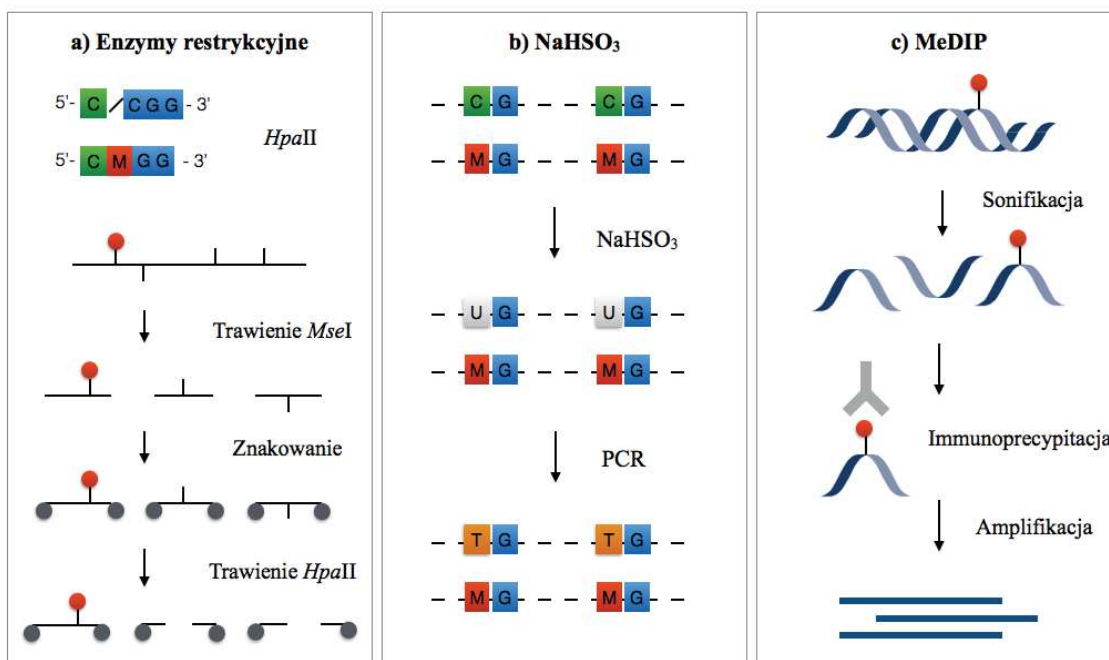 a) Enzymy restrykcyjne
5'- C CGG - 3'
HpaII
5'- C M GG - 3'
Trawienie MseI
Znakowanie
Trawienie HpaII
b) NaHSO₃
C G C G
M G M G
NaHSO₃
U G U G
M G M G
PCR
T G T G
M G M G
c) MeDIP
Sonifikacja
Immunoprecypitacja
Amplifikacja